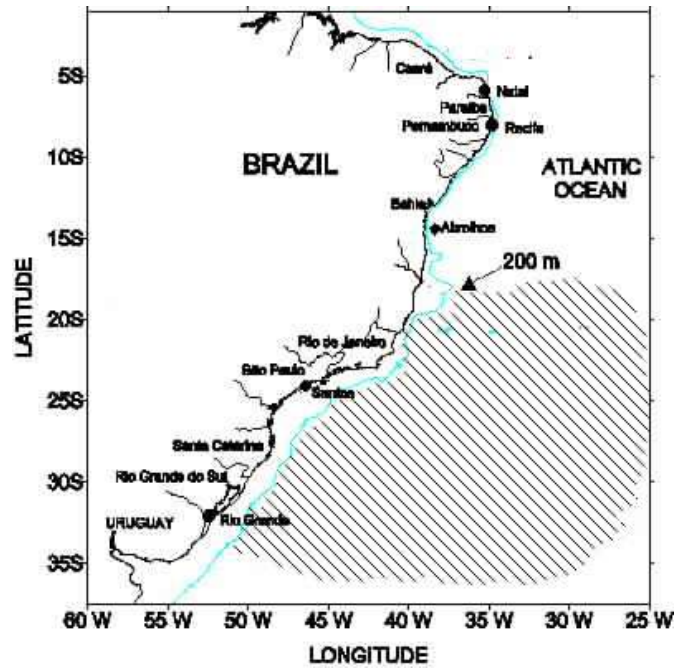 5S
Ceará
Natal
Paraíba
Pernambuco
Recife
10S
BRAZIL
ATLANTIC
OCEAN
Bahia
Abrolhos
15S
200 m
LATITUDE
20S
Rio de Janeiro
São Paulo
25S
Santos
Santa Catarina
30S
Rio Grande do Sul
Rio Grande
URUGUAY
35S
60 W
55 W
50 W
45 W
40 W
35 W
30 W
25 W
LONGITUDE